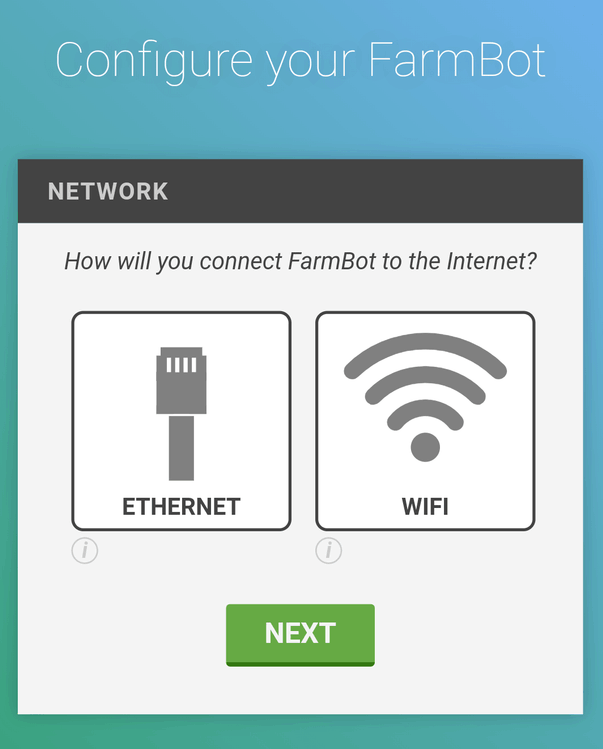 Configure your FarmBot
NETWORK
How will you connect FarmBot to the Internet?
ETHERNET
WIFI
i
i
NEXT